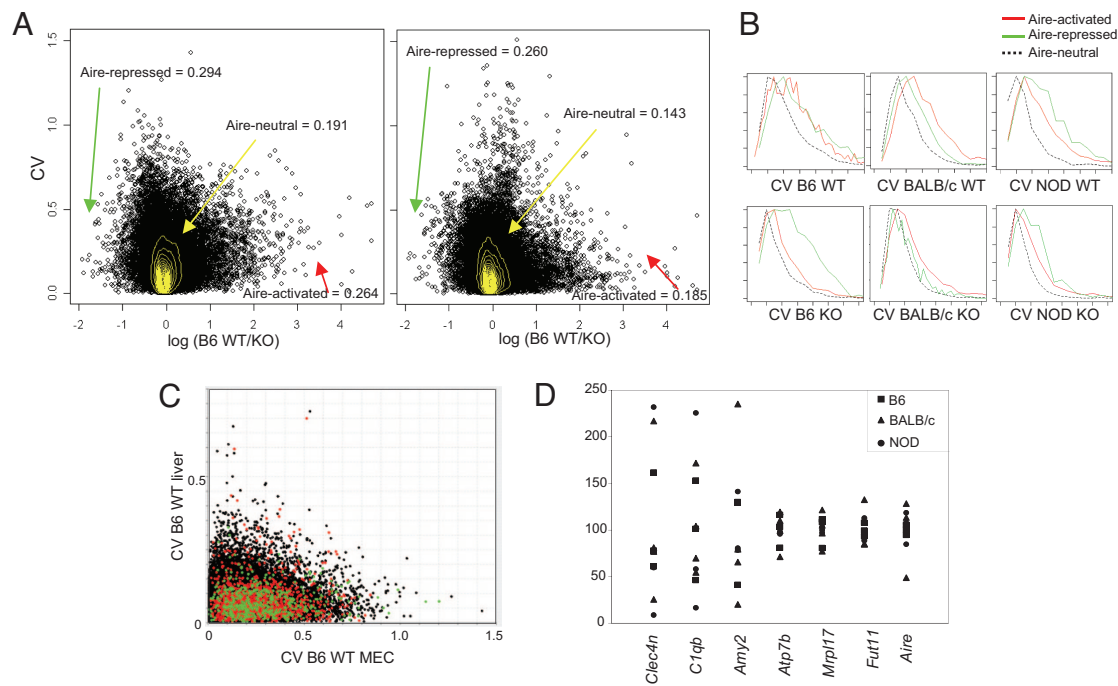 A
CV
1.5
1.0
0.5
0.0
Aire-repressed = 0.294
Aire-neutral = 0.191
Aire-activated = 0.264
-2 -1 0 1 2 3 4
log (B6 WT/KO)
Aire-repressed = 0.260
Aire-neutral = 0.143
Aire-activated = 0.185
-2 -1 0 1 2 3 4
log (B6 WT/KO)
B
Aire-activated
Aire-repressed
Aire-neutral
CV B6 WT
CV BALB/c WT
CV NOD WT
CV B6 KO
CV BALB/c KO
CV NOD KO
C
CV B6 WT liver
0.5
0
0 0.5 1.0 1.5
CV B6 WT MEC
D
250
200
150
100
50
0
B6
BALB/c
NOD
Clec4n
C1qb
Amy2
Atp7b
Mrpl17
Fut11
Aire